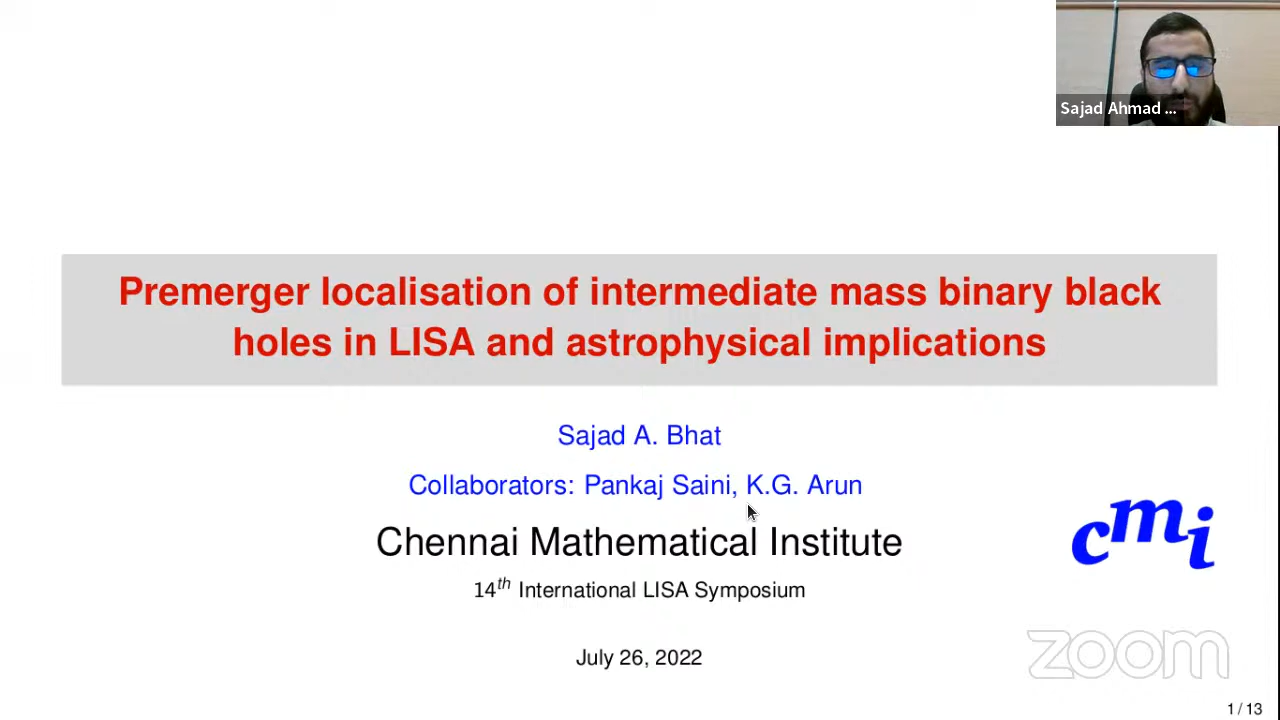 Sajad Ahmad ...
Premerger localisation of intermediate mass binary black
holes in LISA and astrophysical implications
Sajad A. Bhat
Collaborators: Pankaj Saini, K.G. Arun
Chennai Mathematical Institute
cmi
14th International LISA Symposium
July 26, 2022
zoom
1 / 13